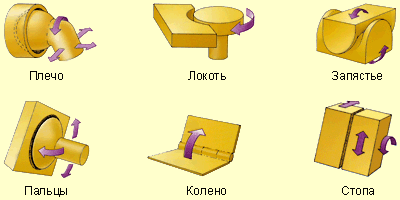 Плечо
Локоть
Запястье
Пальцы
Колено
Стопа